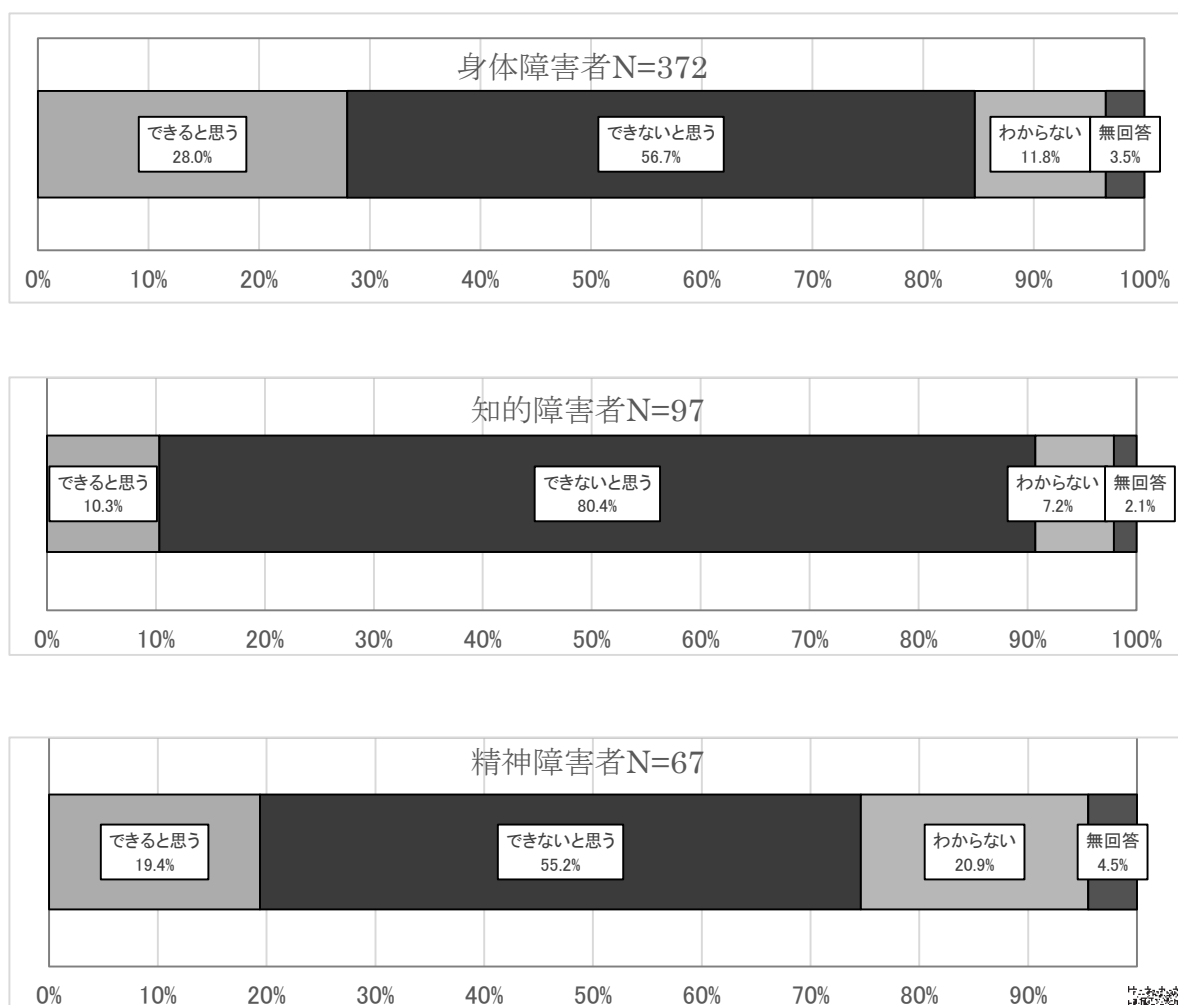 身体障害者N=372
できると思う
28.0%
できないと思う
56.7%
わからない
11.8%
無回答
3.5%
0% 10% 20% 30% 40% 50% 60% 70% 80% 90% 100%
知的障害者N=97
できると思う
10.3%
できないと思う
80.4%
わからない
7.2%
無回答
2.1%
0% 10% 20% 30% 40% 50% 60% 70% 80% 90% 100%
精神障害者N=67
できると思う
19.4%
できないと思う
55.2%
わからない
20.9%
無回答
4.5%
0% 10% 20% 30% 40% 50% 60% 70% 80% 90%